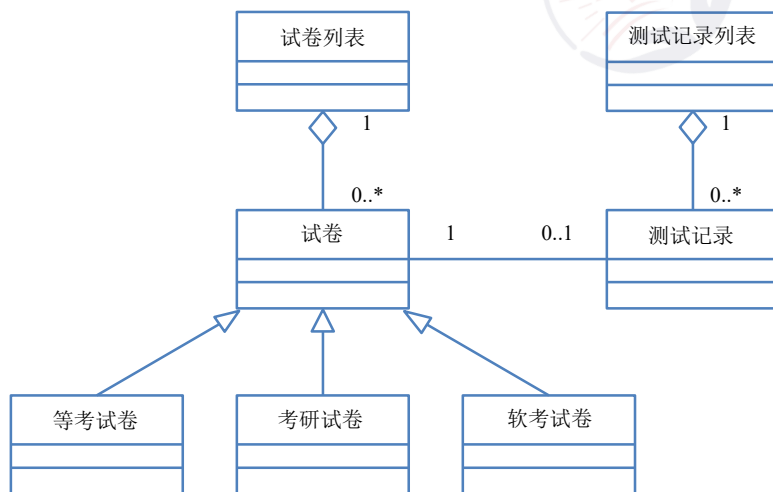 试卷列表
测试记录列表
1
1
0..*
0..*
试卷
1
0..1
测试记录
等考试卷
考研试卷
软考试卷